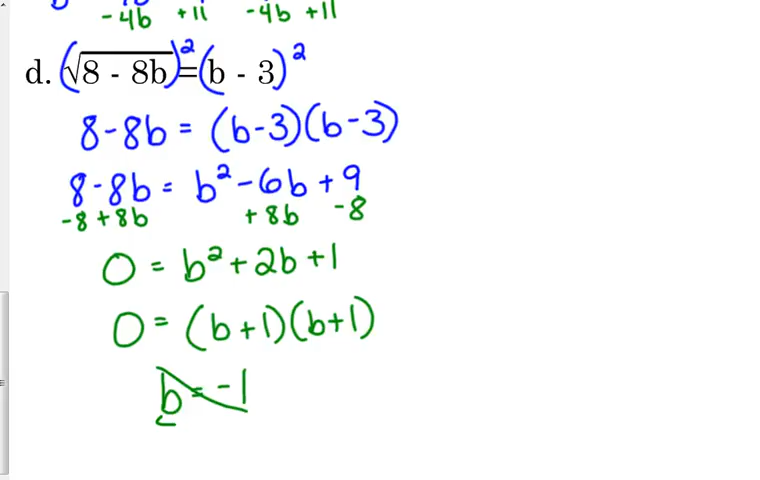 -4b +11 -4b +11
d. (√8 - 8b)²=(b - 3)²
8-8b = (b-3)(b-3)
8-8b = b²-6b+9
-8 +8b +8b -8
0 = b²+2b+1
0 = (b+1)(b+1)
b = -1